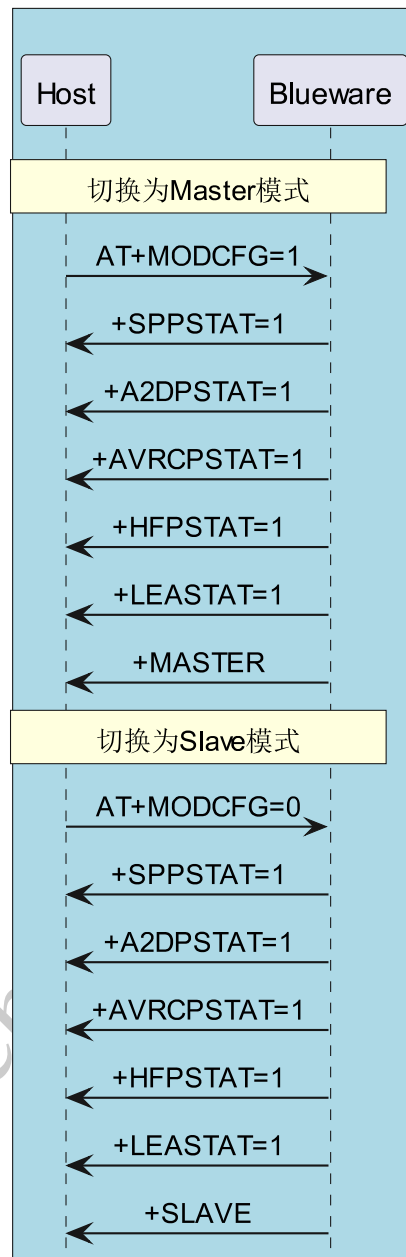 Host
Blueware
切换为Master模式
AT+MODCFG=1
+SPPSTAT=1
+A2DPSTAT=1
+AVRCPSTAT=1
+HFPSTAT=1
+LEASTAT=1
+MASTER
切换为Slave模式
AT+MODCFG=0
+SPPSTAT=1
+A2DPSTAT=1
+AVRCPSTAT=1
+HFPSTAT=1
+LEASTAT=1
+SLAVE